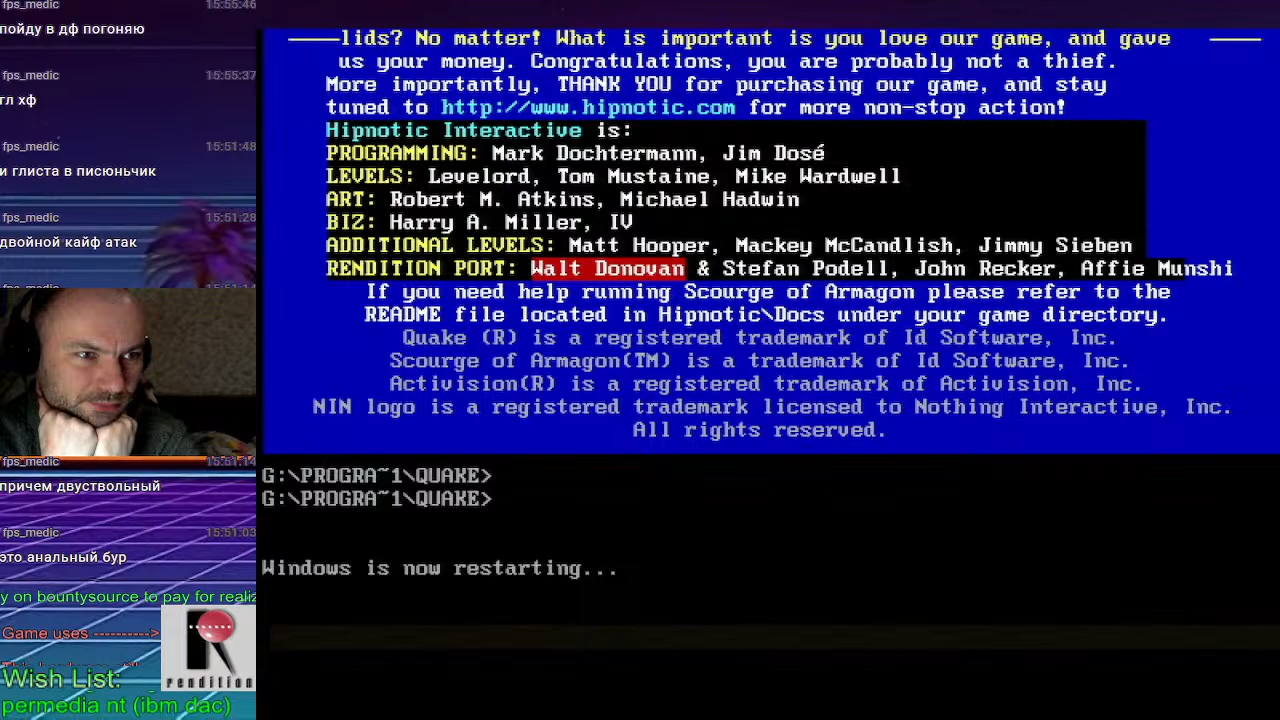 fps_medic 15:55:46
пойду в дф погоняю
fps_medic 15:55:37
гл хф
fps_medic 15:51:48
и глиста в писюньчик
fps_medic 15:51:28
двойной кайф атак
fps_medic 15:51:14
причем двуствольный
fps_medic 15:51:03
это анальный бур
y on bountysource to pay for realiz
Game uses ---------->
rendition
Wish List:
permedia nt (ibm dac)
lids? No matter! What is important is you love our game, and gave
us your money. Congratulations, you are probably not a thief.
More importantly, THANK YOU for purchasing our game, and stay
tuned to http://www.hipnotic.com for more non-stop action!
Hipnotic Interactive is:
PROGRAMMING: Mark Dochtermann, Jim Dosé
LEVELS: Levelord, Tom Mustaine, Mike Wardwell
ART: Robert M. Atkins, Michael Hadwin
BIZ: Harry A. Miller, IV
ADDITIONAL LEVELS: Matt Hooper, Mackey McCandlish, Jimmy Sieben
RENDITION PORT: Walt Donovan & Stefan Podell, John Recker, Affie Munshi
If you need help running Scourge of Armagon please refer to the
README file located in Hipnotic\Docs under your game directory.
Quake (R) is a registered trademark of Id Software, Inc.
Scourge of Armagon(TM) is a trademark of Id Software, Inc.
Activision(R) is a registered trademark of Activision, Inc.
NIN logo is a registered trademark licensed to Nothing Interactive, Inc.
All rights reserved.
G:\PROGRA~1\QUAKE>
G:\PROGRA~1\QUAKE>
Windows is now restarting...